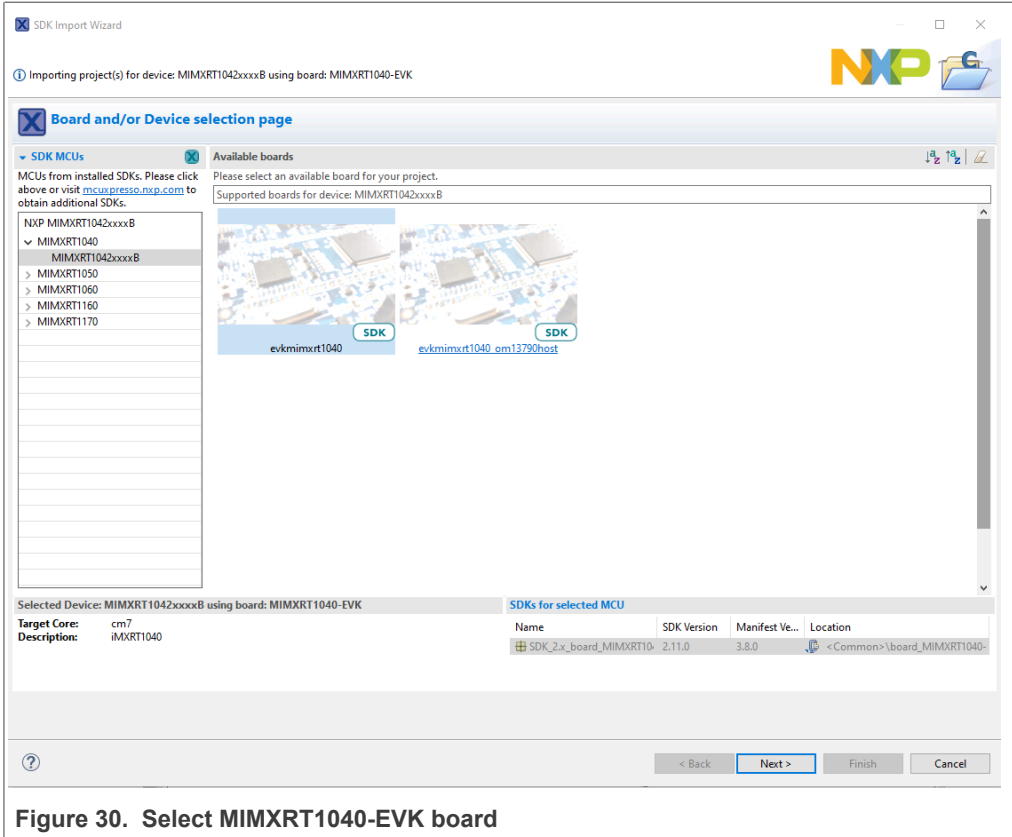 SDK Import Wizard
Importing project(s) for device: MIMXRT1042xxxxB using board: MIMXRT1040-EVK
NXP
C
Board and/or Device selection page
SDK MCUs
MCUs from installed SDKs. Please click
above or visit mcuxpresso.nxp.com to
obtain additional SDKs.
NXP MIMXRT1042xxxxB
MIMXRT1040
MIMXRT1042xxxxB
MIMXRT1050
MIMXRT1060
MIMXRT1160
MIMXRT1170
Available boards
Please select an available board for your project.
Supported boards for device: MIMXRT1042xxxxB
SDK
evkmimxrt1040
SDK
evkmimxrt1040_om13790host
Selected Device: MIMXRT1042xxxxB using board: MIMXRT1040-EVK
Target Core: cm7
Description: iMXRT1040
SDKs for selected MCU
Name SDK Version Manifest Ve... Location
SDK_2.x_board_MIMXRT10 2.11.0 3.8.0 <Common>\board_MIMXRT1040-
< Back Next > Finish Cancel
Figure 30. Select MIMXRT1040-EVK board